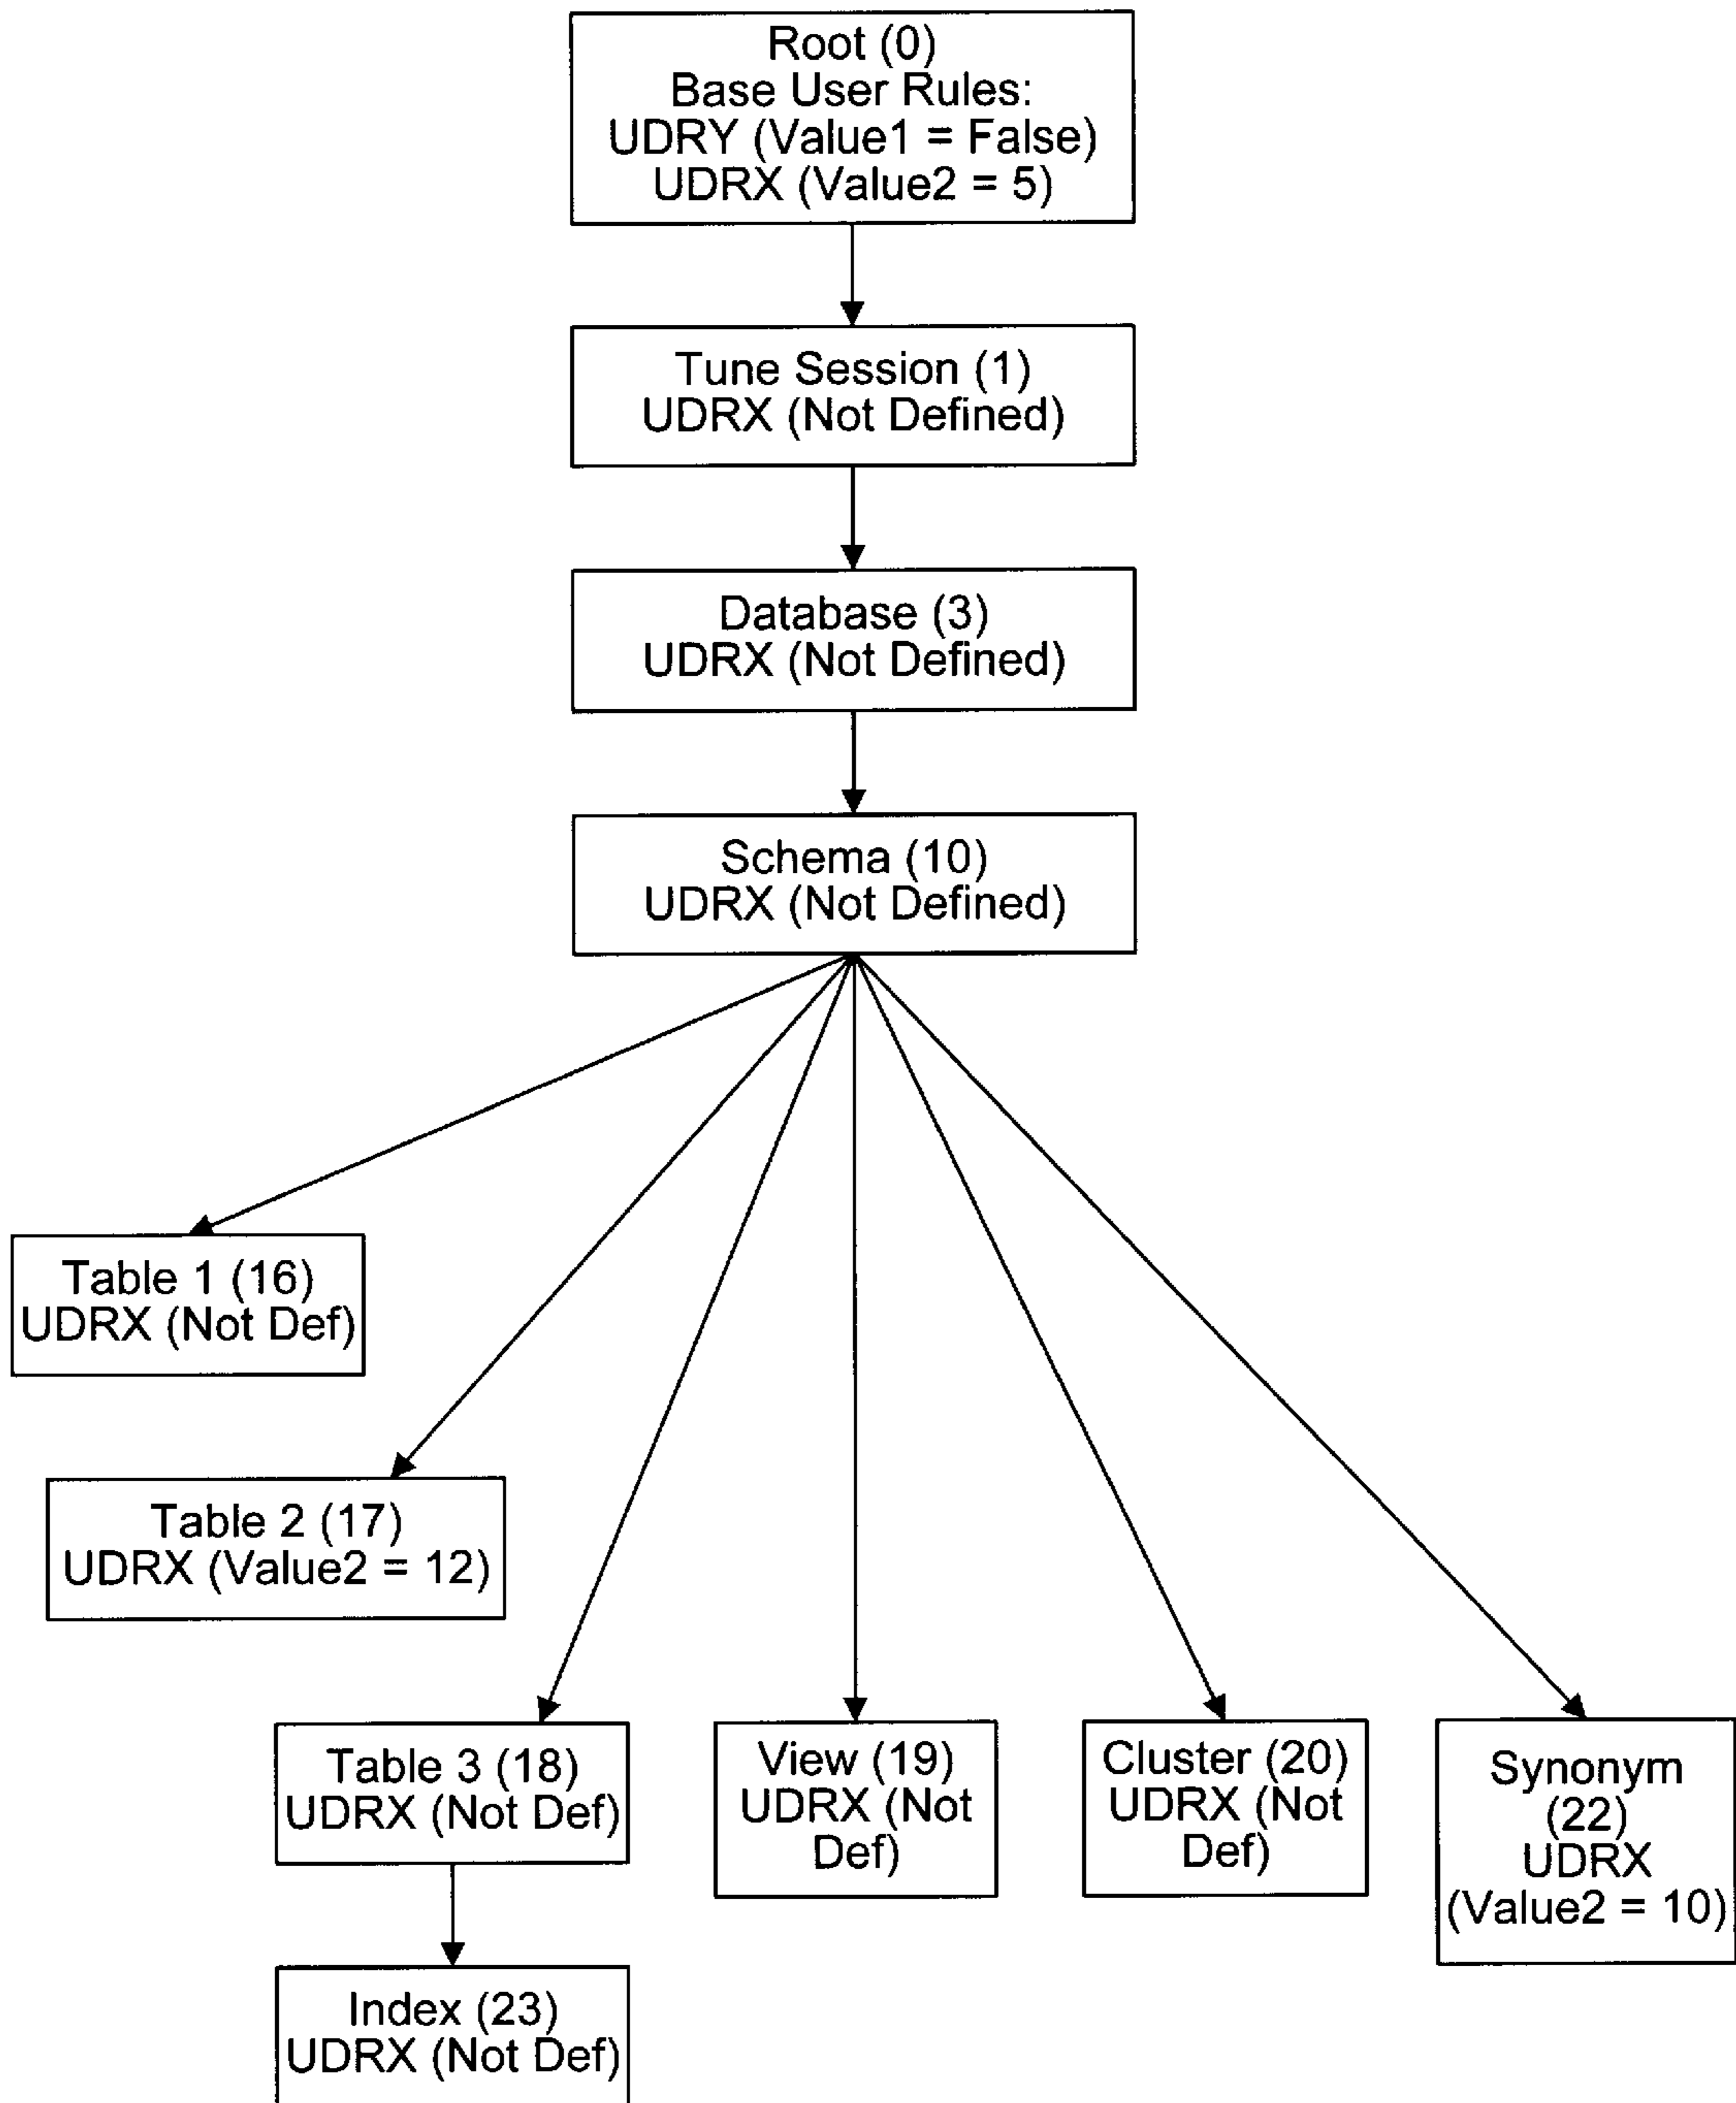 Root (0)
Base User Rules:
UDRY (Value1 = False)
UDRX (Value2 = 5)
Tune Session (1)
UDRX (Not Defined)
Database (3)
UDRX (Not Defined)
Schema (10)
UDRX (Not Defined)
Table 1 (16)
UDRX (Not Def)
Table 2 (17)
UDRX (Value2 = 12)
Table 3 (18)
UDRX (Not Def)
View (19)
UDRX (Not
Def)
Cluster (20)
UDRX (Not
Def)
Synonym
(22)
UDRX
(Value2 = 10)
Index (23)
UDRX (Not Def)